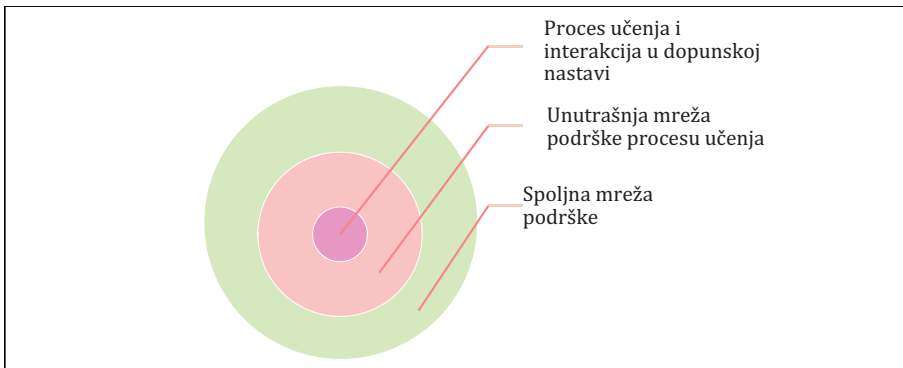 Proces učenja i
interakcija u dopunskoj
nastavi
Unutrašnja mreža
podrške procesu učenja
Spoljna mreža
podrške